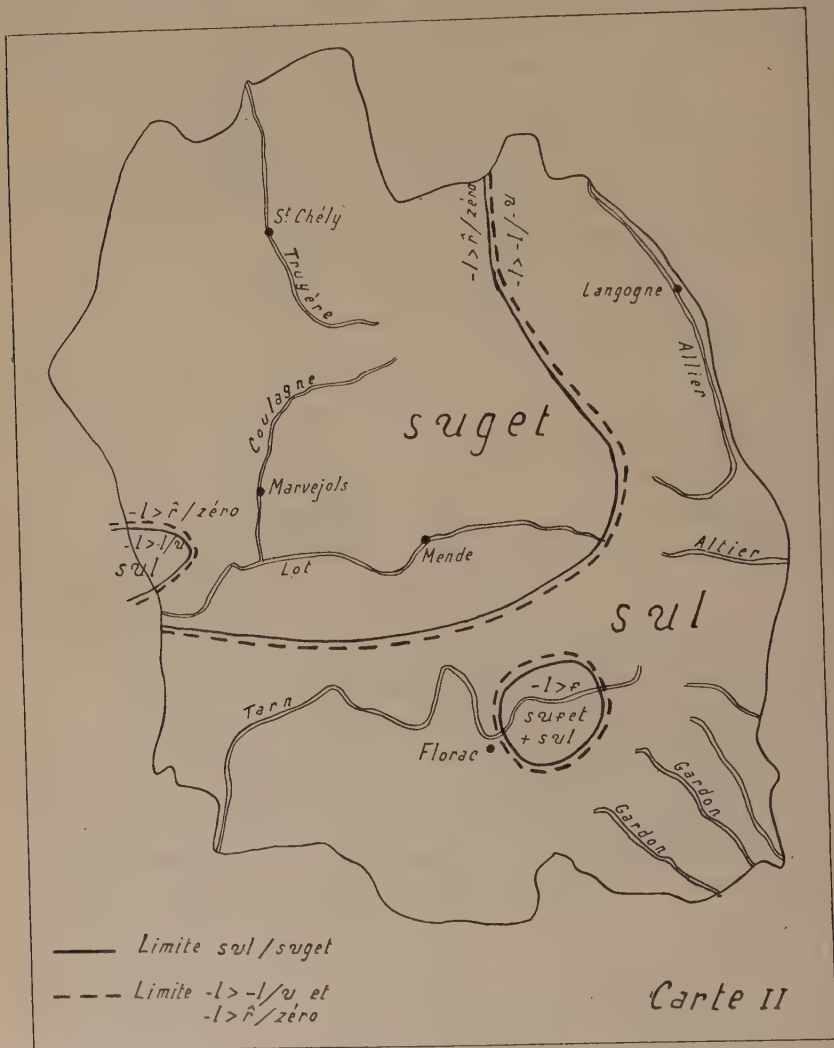 St Chély
Truyère
-l > r̂/zéro
-l > -l/v
Langogne
Allier
Coulagne
suget
Marvejols
-l > r̂/zéro
-l > -l/v
sul
Lot
Mende
Altier
sul
Tarn
-l > r
suret
+ sul
Florac
Gardon
Gardon
Limite sul / suget
Limite -l > -l/v et
-l > r̂/zéro
Carte II